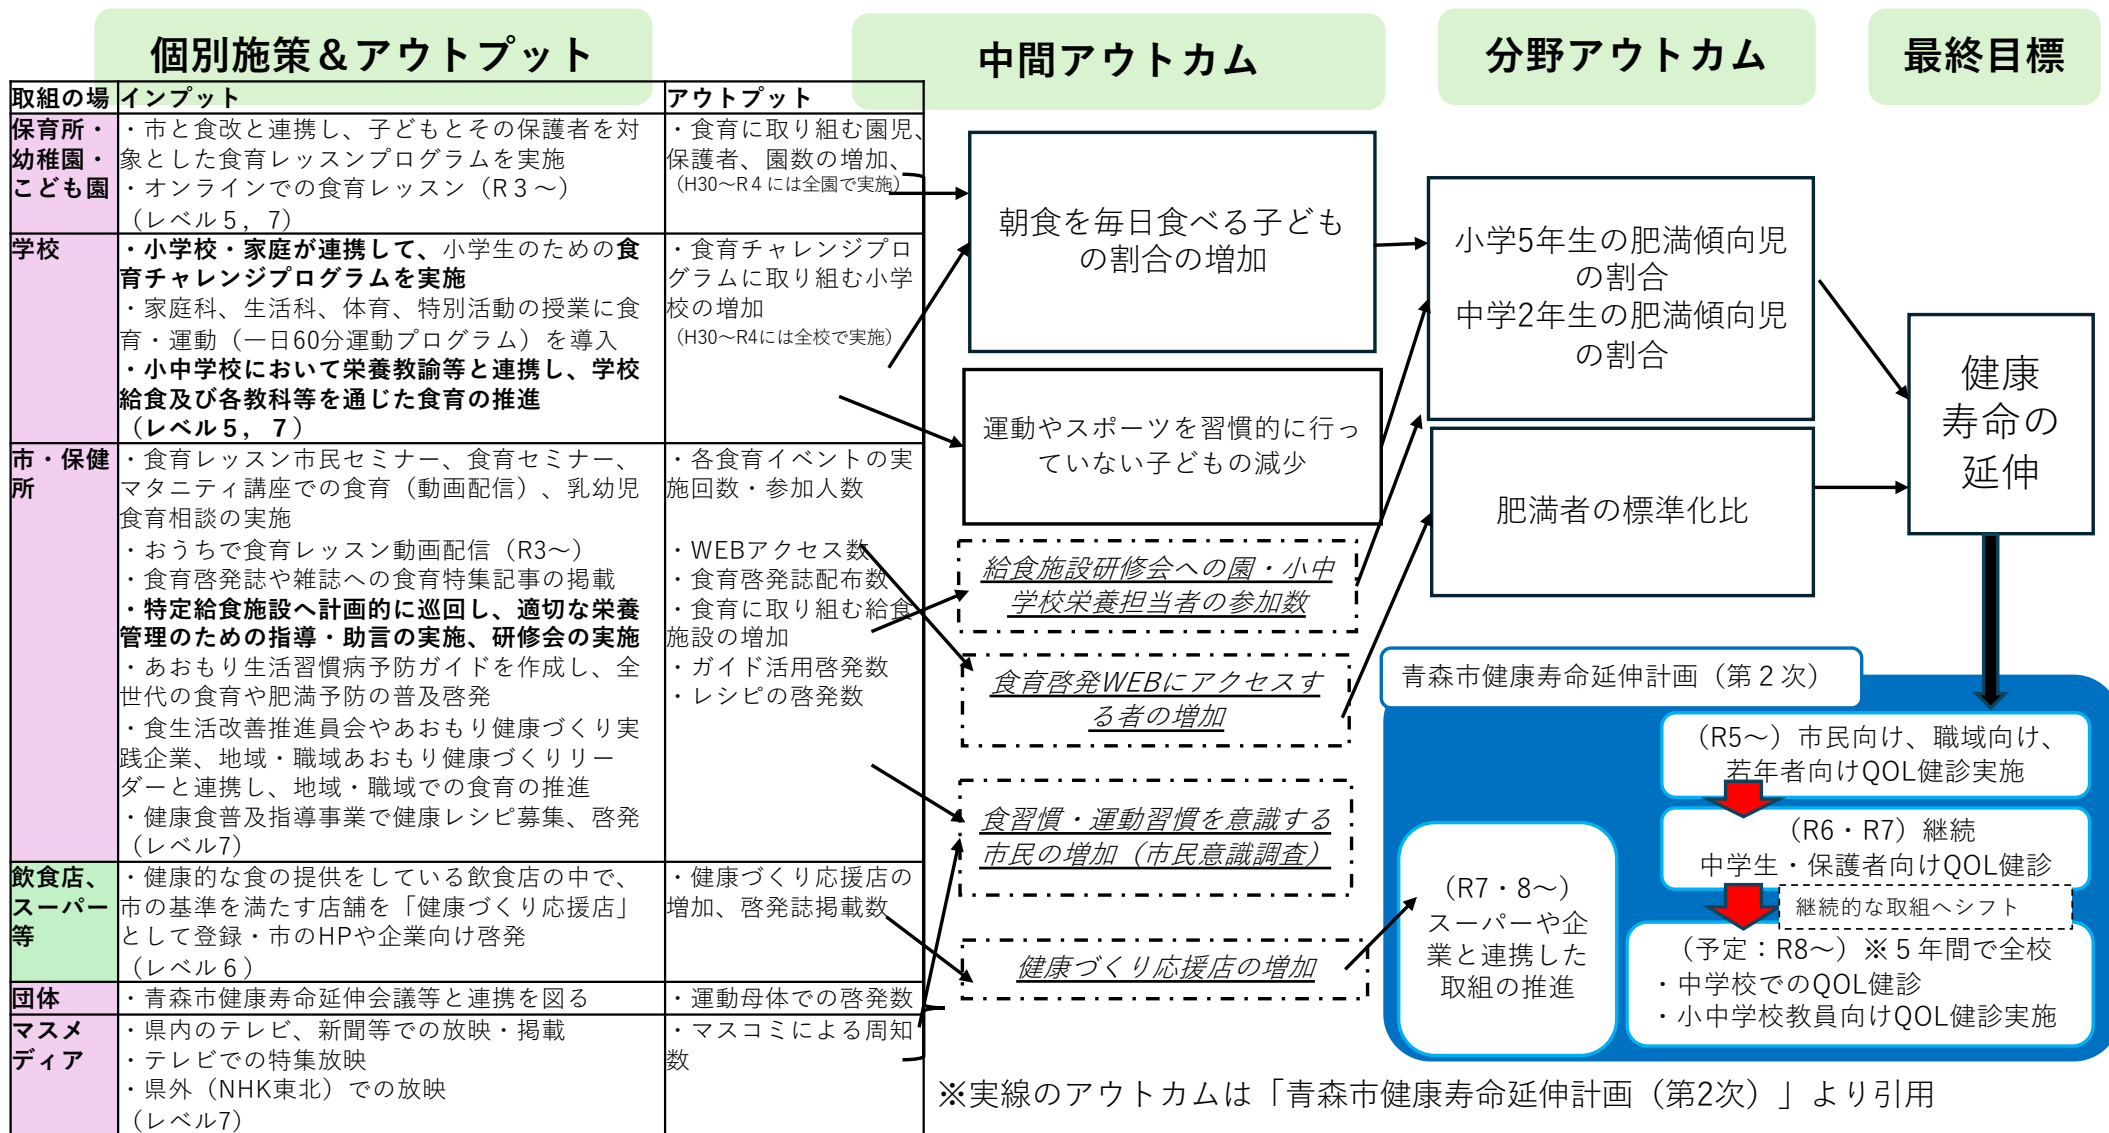 個別施策＆アウトプット
中間アウトカム
分野アウトカム
最終目標
取組の場
インプット
アウトプット
保育所・
幼稚園・
こども園
・市と食改と連携し、子どもとその保護者を対
象とした食育レッスンプログラムを実施
・オンラインでの食育レッスン（R３～）
（レベル５，7）
・食育に取り組む園児、
保護者、園数の増加、
（H30～R４には全園で実施）
学校
・小学校・家庭が連携して、小学生のための食
育チャレンジプログラムを実施
・家庭科、生活科、体育、特別活動の授業に食
育・運動（一日60分運動プログラム）を導入
・小中学校において栄養教諭等と連携し、学校
給食及び各教科等を通じた食育の推進
（レベル５，７）
・食育チャレンジプロ
グラムに取り組む小学
校の増加
（H30～R4には全校で実施）
市・保健
所
・食育レッスン市民セミナー、食育セミナー、
マタニティ講座での食育（動画配信）、乳幼児
食育相談の実施
・おうちで食育レッスン動画配信（R3～）
・食育啓発誌や雑誌への食育特集記事の掲載
・特定給食施設へ計画的に巡回し、適切な栄養
管理のための指導・助言の実施、研修会の実施
・あおもり生活習慣病予防ガイドを作成し、全
世代の食育や肥満予防の普及啓発
・食生活改善推進員会やあおもり健康づくり実
践企業、地域・職域あおもり健康づくりリー
ダーと連携し、地域・職域での食育の推進
・健康食普及指導事業で健康レシピ募集、啓発
（レベル7）
・各食育イベントの実
施回数・参加人数
・WEBアクセス数
・食育啓発誌配布数
・食育に取り組む給食
施設の増加
・ガイド活用啓発数
・レシピの啓発数
飲食店、
スーパー
等
・健康的な食の提供をしている飲食店の中で、
市の基準を満たす店舗を「健康づくり応援店」
として登録・市のHPや企業向け啓発
（レベル６）
・健康づくり応援店の
増加、啓発誌掲載数
団体
・青森市健康寿命延伸会議等と連携を図る
・運動母体での啓発数
マスメ
ディア
・県内のテレビ、新聞等での放映・掲載
・テレビでの特集放映
・県外（NHK東北）での放映
（レベル7）
・マスコミによる周知
数
朝食を毎日食べる子ども
の割合の増加
運動やスポーツを習慣的に行っ
ていない子どもの減少
給食施設研修会への園・小中
学校栄養担当者の参加数
食育啓発WEBにアクセスす
る者の増加
食習慣・運動習慣を意識する
市民の増加（市民意識調査）
健康づくり応援店の増加
小学5年生の肥満傾向児
の割合
中学2年生の肥満傾向児
の割合
肥満者の標準化比
健康
寿命の
延伸
青森市健康寿命延伸計画（第２次）
（R5～）市民向け、職域向け、
若年者向けQOL健診実施
（R6・R7）継続
中学生・保護者向けQOL健診
継続的な取組へシフト
（予定：R8～）※５年間で全校
・中学校でのQOL健診
・小中学校教員向けQOL健診実施
（R7・8～）
スーパーや企
業と連携した
取組の推進
※実線のアウトカムは「青森市健康寿命延伸計画（第2次）」より引用